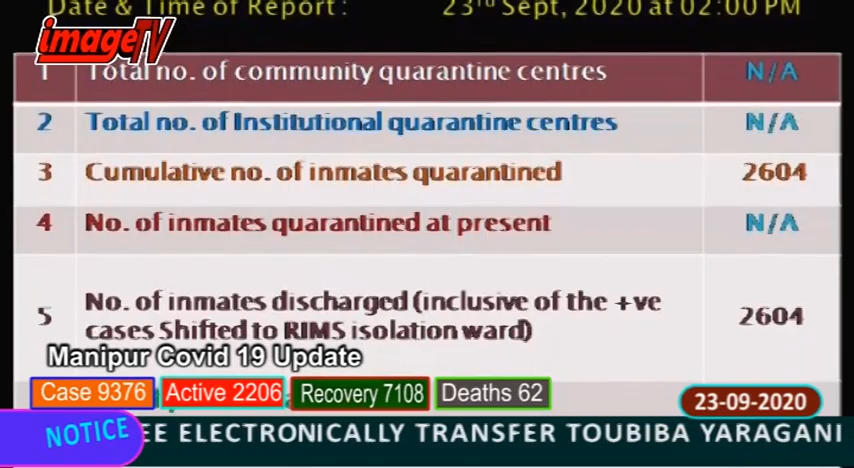 Date & Time of Report : 23rd Sept, 2020 at 02:00 PM
imageTV
1 Total no. of community quarantine centres N/A
2 Total no. of Institutional quarantine centres N/A
3 Cumulative no. of inmates quarantined 2604
4 No. of inmates quarantined at present N/A
5 No. of inmates discharged (inclusive of the +ve
cases Shifted to RIMS isolation ward) 2604
Manipur Covid 19 Update
Case 9376 Active 2206 Recovery 7108 Deaths 62 23-09-2020
NOTICE EE ELECTRONICALLY TRANSFER TOUBIBA YARAGANI